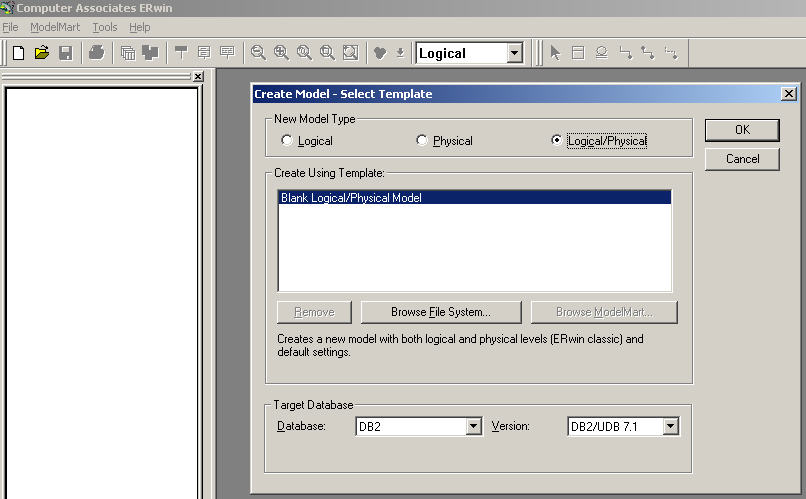 Computer Associates ERwin
File ModelMart Tools Help
Logical
Create Model - Select Template
New Model Type
Logical Physical Logical/Physical
OK
Cancel
Create Using Template:
Blank Logical/Physical Model
Remove Browse File System... Browse ModelMart...
Creates a new model with both logical and physical levels (ERwin classic) and
default settings.
Target Database
Database: DB2 Version: DB2/UDB 7.1